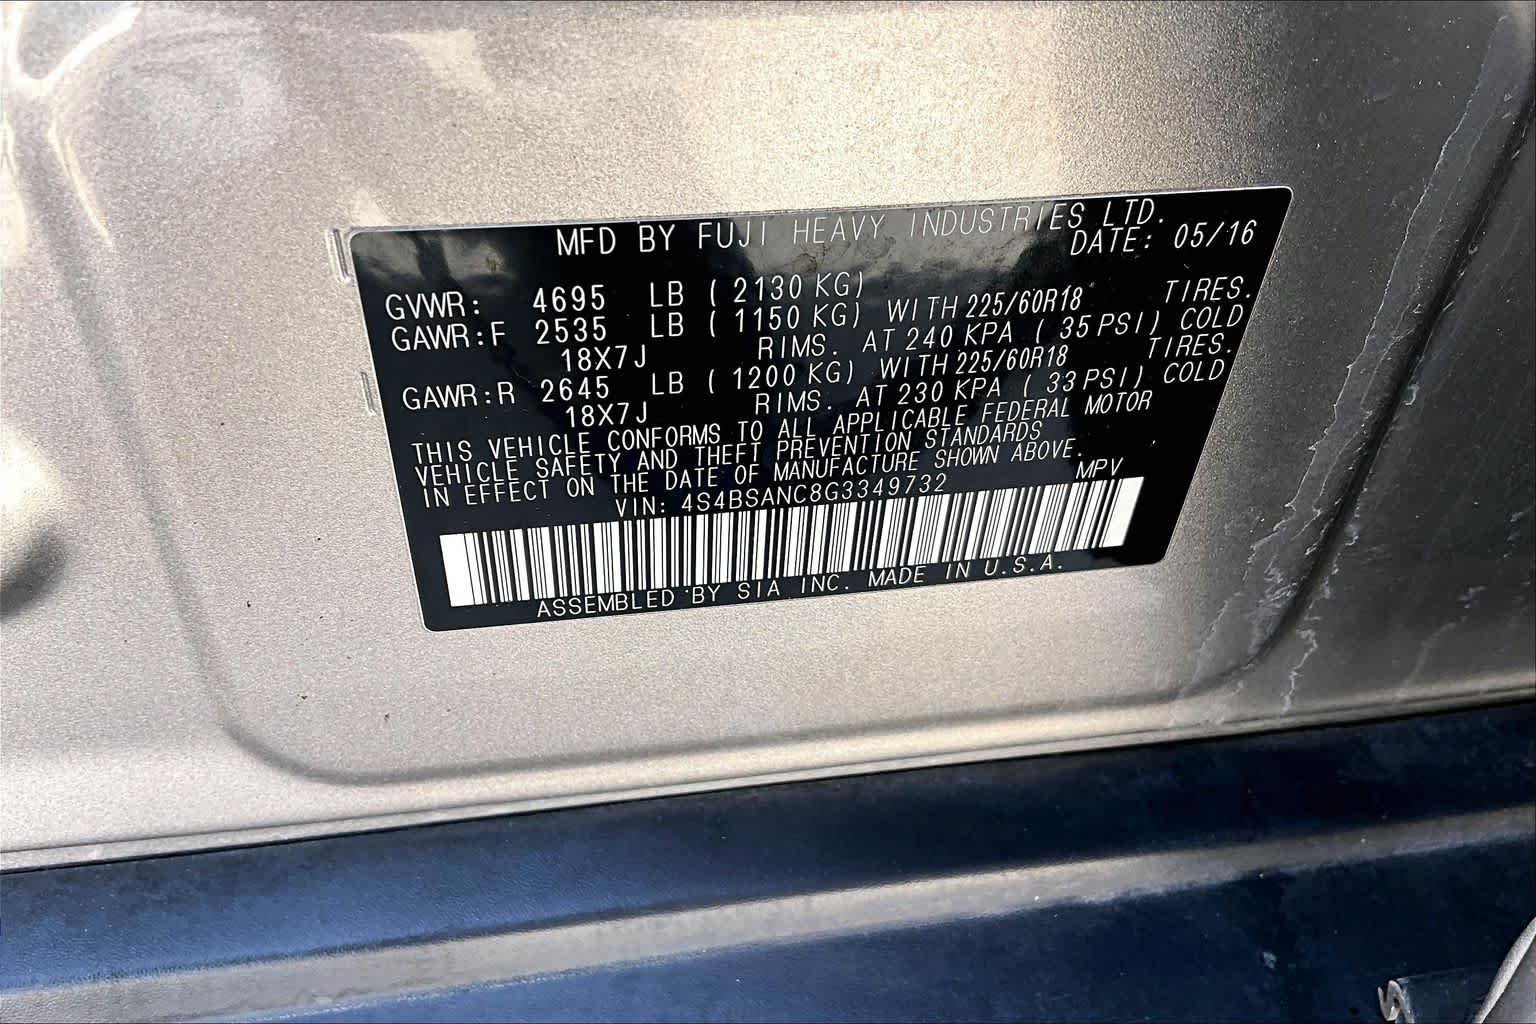 MFD BY FUJI HEAVY INDUSTRIES LTD.
DATE: 05/16
GVWR: 4695 LB ( 2130 KG)
GAWR:F 2535 LB ( 1150 KG) WITH 225/60R18 TIRES.
18X7J RIMS. AT 240 KPA ( 35 PSI) COLD
GAWR:R 2645 LB ( 1200 KG) WITH 225/60R18 TIRES.
18X7J RIMS. AT 230 KPA ( 33 PSI) COLD
THIS VEHICLE CONFORMS TO ALL APPLICABLE FEDERAL MOTOR
VEHICLE SAFETY AND THEFT PREVENTION STANDARDS
IN EFFECT ON THE DATE OF MANUFACTURE SHOWN ABOVE.
VIN: 4S4BSANC8G3349732 MPV
ASSEMBLED BY SIA INC. MADE IN U.S.A.